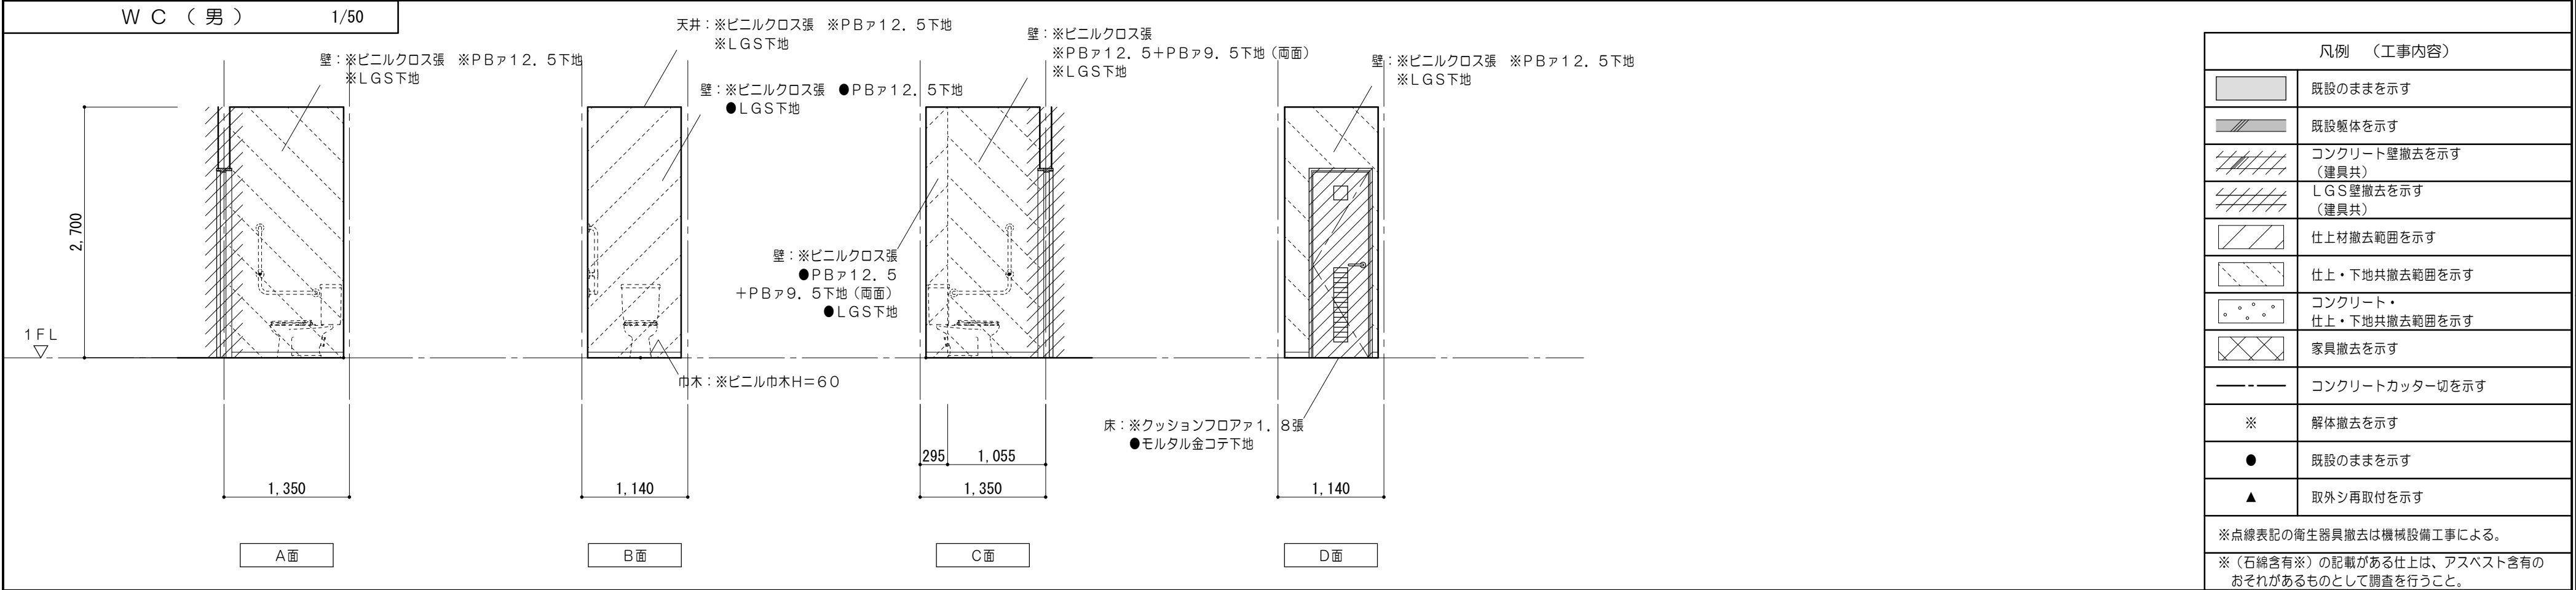 ＷＣ（男） 1/50
天井：※ビニルクロス張　※ＰＢァ１２．５下地
※ＬＧＳ下地
壁：※ビニルクロス張　※ＰＢァ１２．５下地
※ＬＧＳ下地
壁：※ビニルクロス張　●ＰＢァ１２．５下地
●ＬＧＳ下地
壁：※ビニルクロス張
※ＰＢァ１２．５＋ＰＢァ９．５下地（両面）
※ＬＧＳ下地
壁：※ビニルクロス張　※ＰＢァ１２．５下地
※ＬＧＳ下地
2,700
壁：※ビニルクロス張
●ＰＢァ１２．５
＋ＰＢァ９．５下地（両面）
●ＬＧＳ下地
１ＦＬ
巾木：※ビニル巾木Ｈ＝６０
床：※クッションフロアァ１．８張
●モルタル金コテ下地
295
1,055
1,350
1,140
1,350
1,140
Ａ面
Ｂ面
Ｃ面
Ｄ面
凡例　（工事内容）
既設のままを示す
既設躯体を示す
コンクリート壁撤去を示す
（建具共）
ＬＧＳ壁撤去を示す
（建具共）
仕上材撤去範囲を示す
仕上・下地共撤去範囲を示す
コンクリート・
仕上・下地共撤去範囲を示す
家具撤去を示す
コンクリートカッター切を示す
※ 解体撤去を示す
● 既設のままを示す
▲ 取外シ再取付を示す
※点線表記の衛生器具撤去は機械設備工事による。
※（石綿含有※）の記載がある仕上は、アスベスト含有の
おそれがあるものとして調査を行うこと。